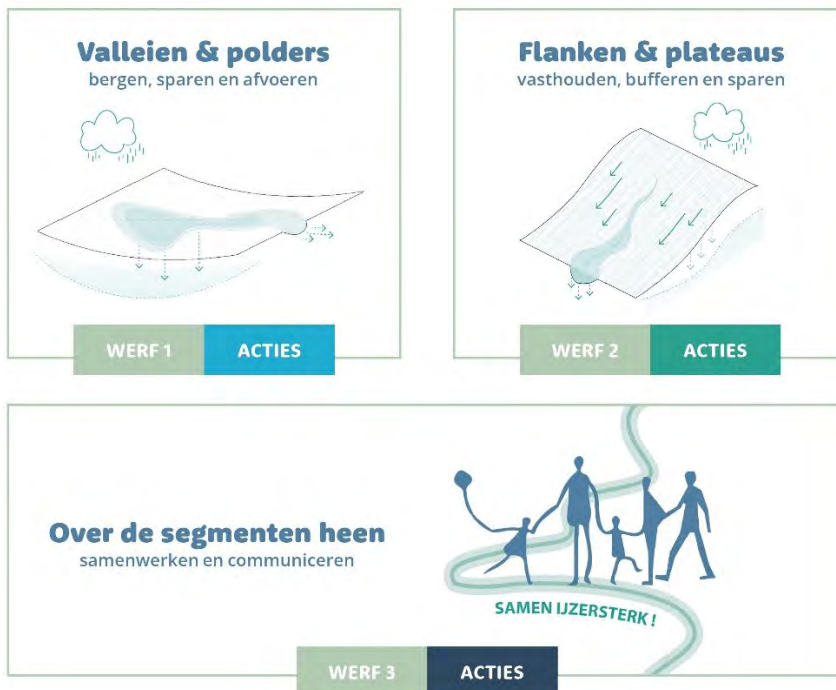 Valleien & polders
bergen, sparen en afvoeren
WERF 1
ACTIES
Flanken & plateaus
vasthouden, bufferen en sparen
WERF 2
ACTIES
Over de segmenten heen
samenwerken en communiceren
SAMEN IJZERSTERK !
WERF 3
ACTIES